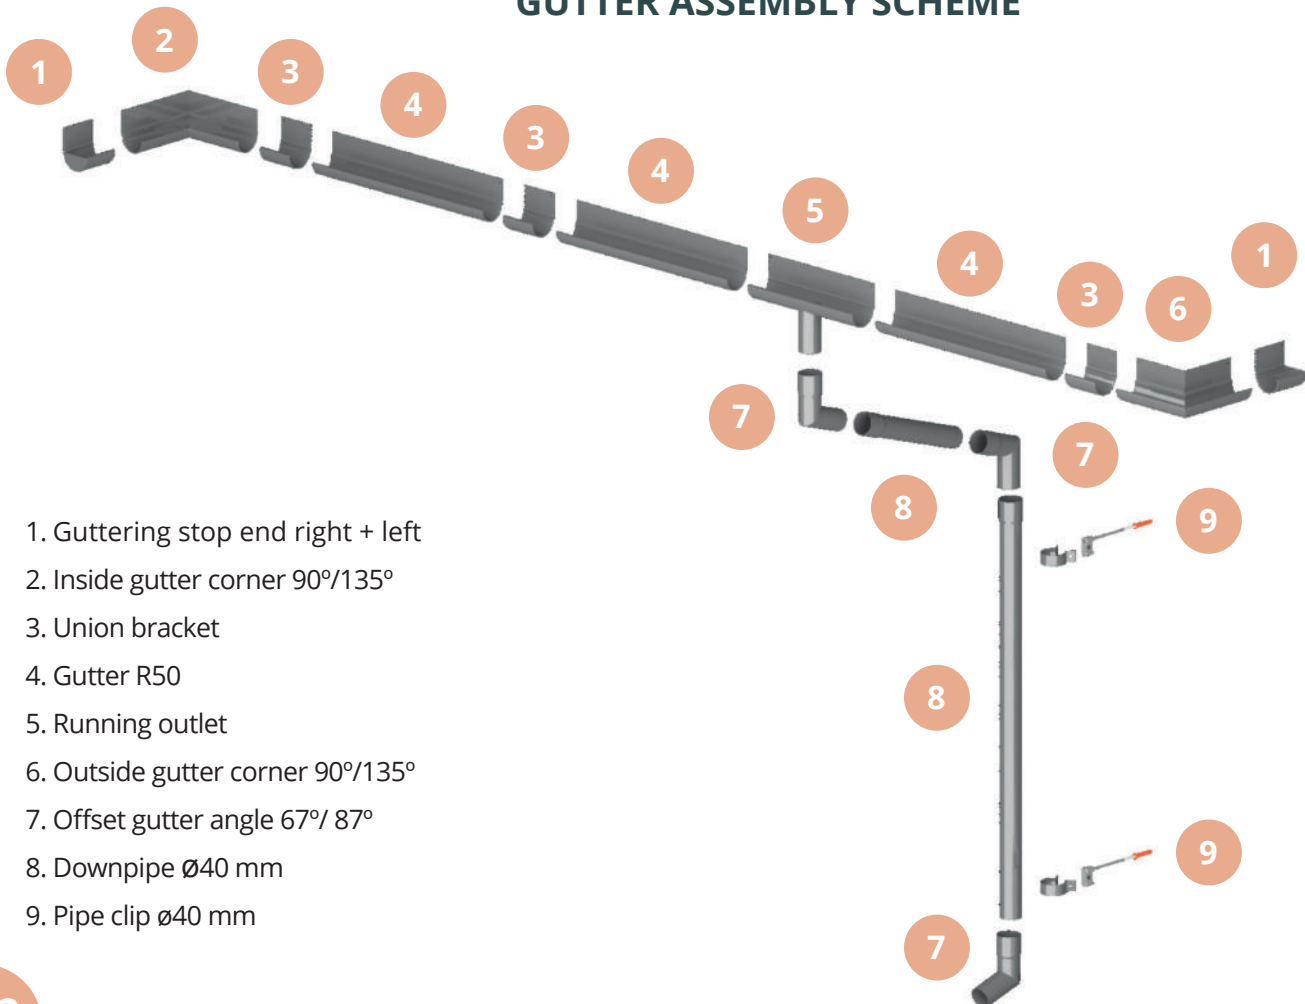 GUTTER ASSEMBLY SCHEME
2
1
3
4
3
4
5
4
1
3
6
7
7
8
9
8
9
7
1. Guttering stop end right + left
2. Inside gutter corner 90º/135º
3. Union bracket
4. Gutter R50
5. Running outlet
6. Outside gutter corner 90º/135º
7. Offset gutter angle 67º/ 87º
8. Downpipe Ø40 mm
9. Pipe clip ø40 mm